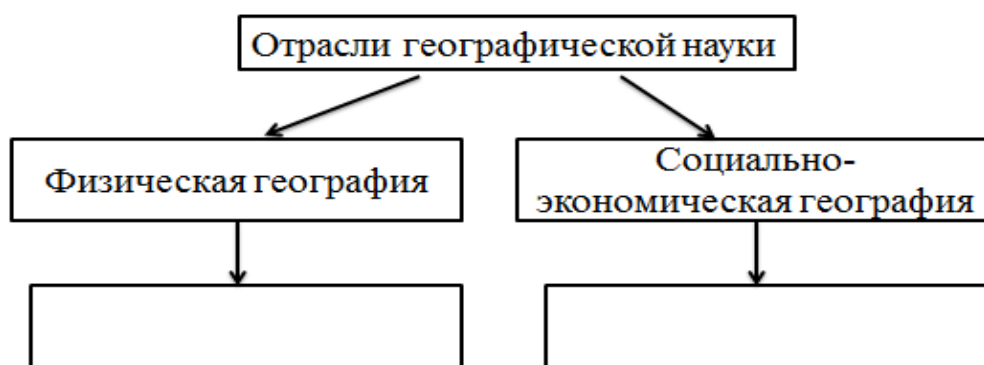 Отрасли географической науки
Физическая география
Социально-
экономическая география